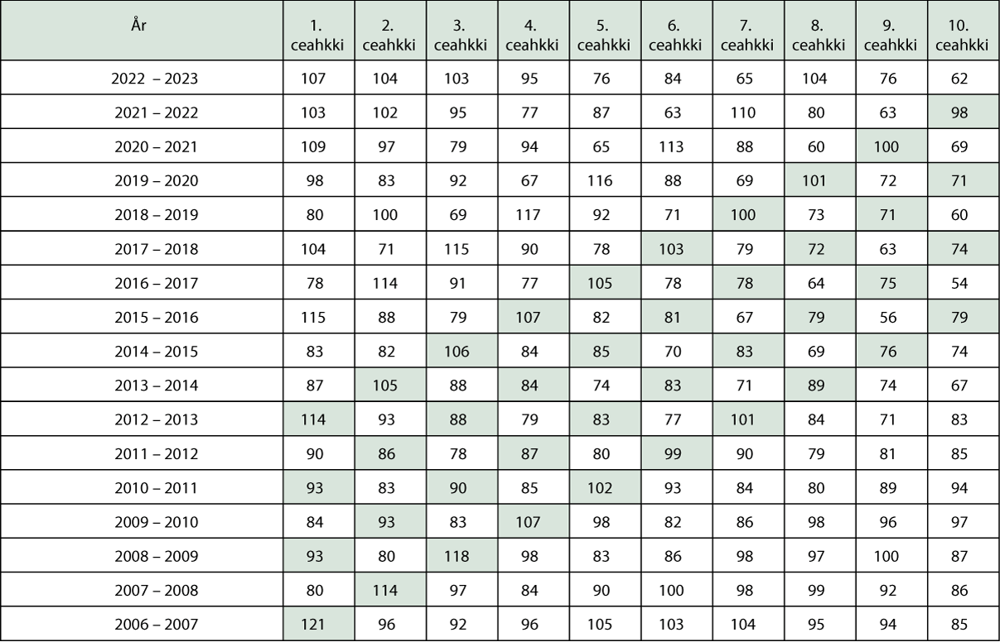 År 1. ceahkki 2. ceahkki 3. ceahkki 4. ceahkki 5. ceahkki 6. ceahkki 7. ceahkki 8. ceahkki 9. ceahkki 10. ceahkki
2022 – 2023 107 104 103 95 76 84 65 104 76 62
2021 – 2022 103 102 95 77 87 63 110 80 63 98
2020 – 2021 109 97 79 94 65 113 88 60 100 69
2019 – 2020 98 83 92 67 116 88 69 101 72 71
2018 – 2019 80 100 69 117 92 71 100 73 71 60
2017 – 2018 104 71 115 90 78 103 79 72 63 74
2016 – 2017 78 114 91 77 105 78 78 64 75 54
2015 – 2016 115 88 79 107 82 81 67 79 56 79
2014 – 2015 83 82 106 84 85 70 83 69 76 74
2013 – 2014 87 105 88 84 74 83 71 89 74 67
2012 – 2013 114 93 88 79 83 77 101 84 71 83
2011 – 2012 90 86 78 87 80 99 90 79 81 85
2010 – 2011 93 83 90 85 102 93 84 80 89 94
2009 – 2010 84 93 83 107 98 82 86 98 96 97
2008 – 2009 93 80 118 98 83 86 98 97 100 87
2007 – 2008 80 114 97 84 90 100 98 99 92 86
2006 – 2007 121 96 92 96 105 103 104 95 94 85